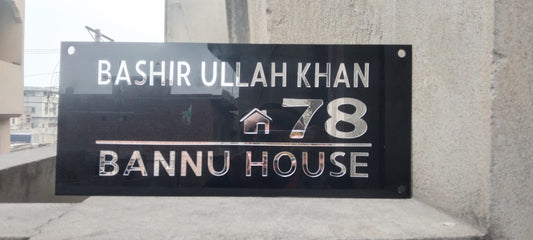 BASHIR ULLAH KHAN
78
BANNU HOUSE